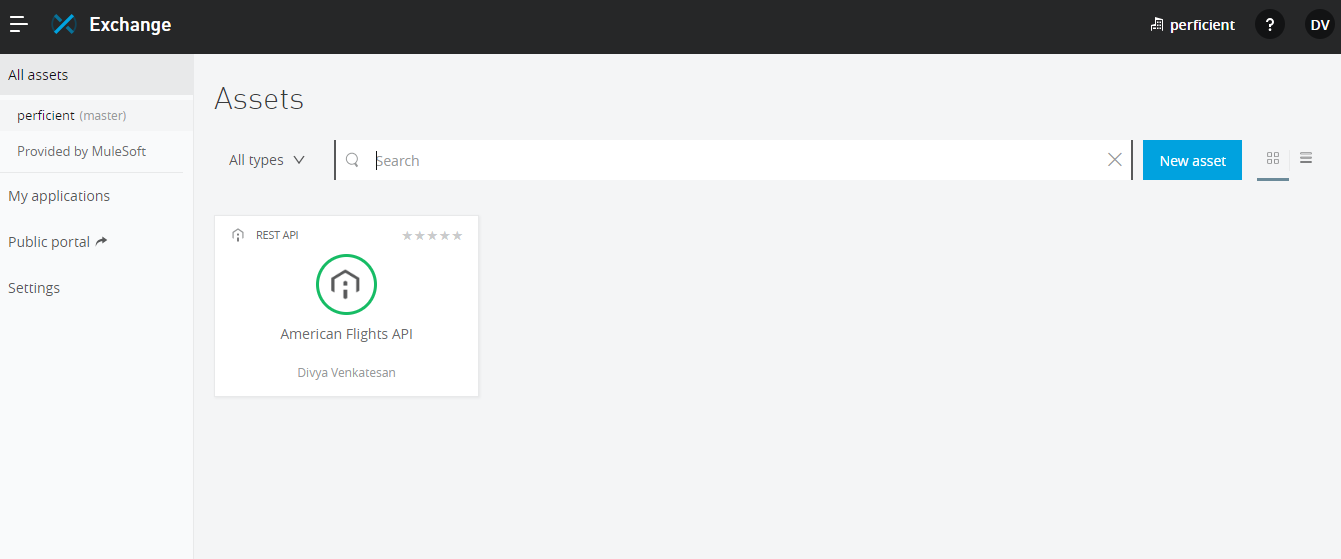 Exchange
perficient
?
DV
All assets
perficient (master)
Provided by MuleSoft
My applications
Public portal
Settings
Assets
All types
Search
New asset
REST API
American Flights API
Divya Venkatesan